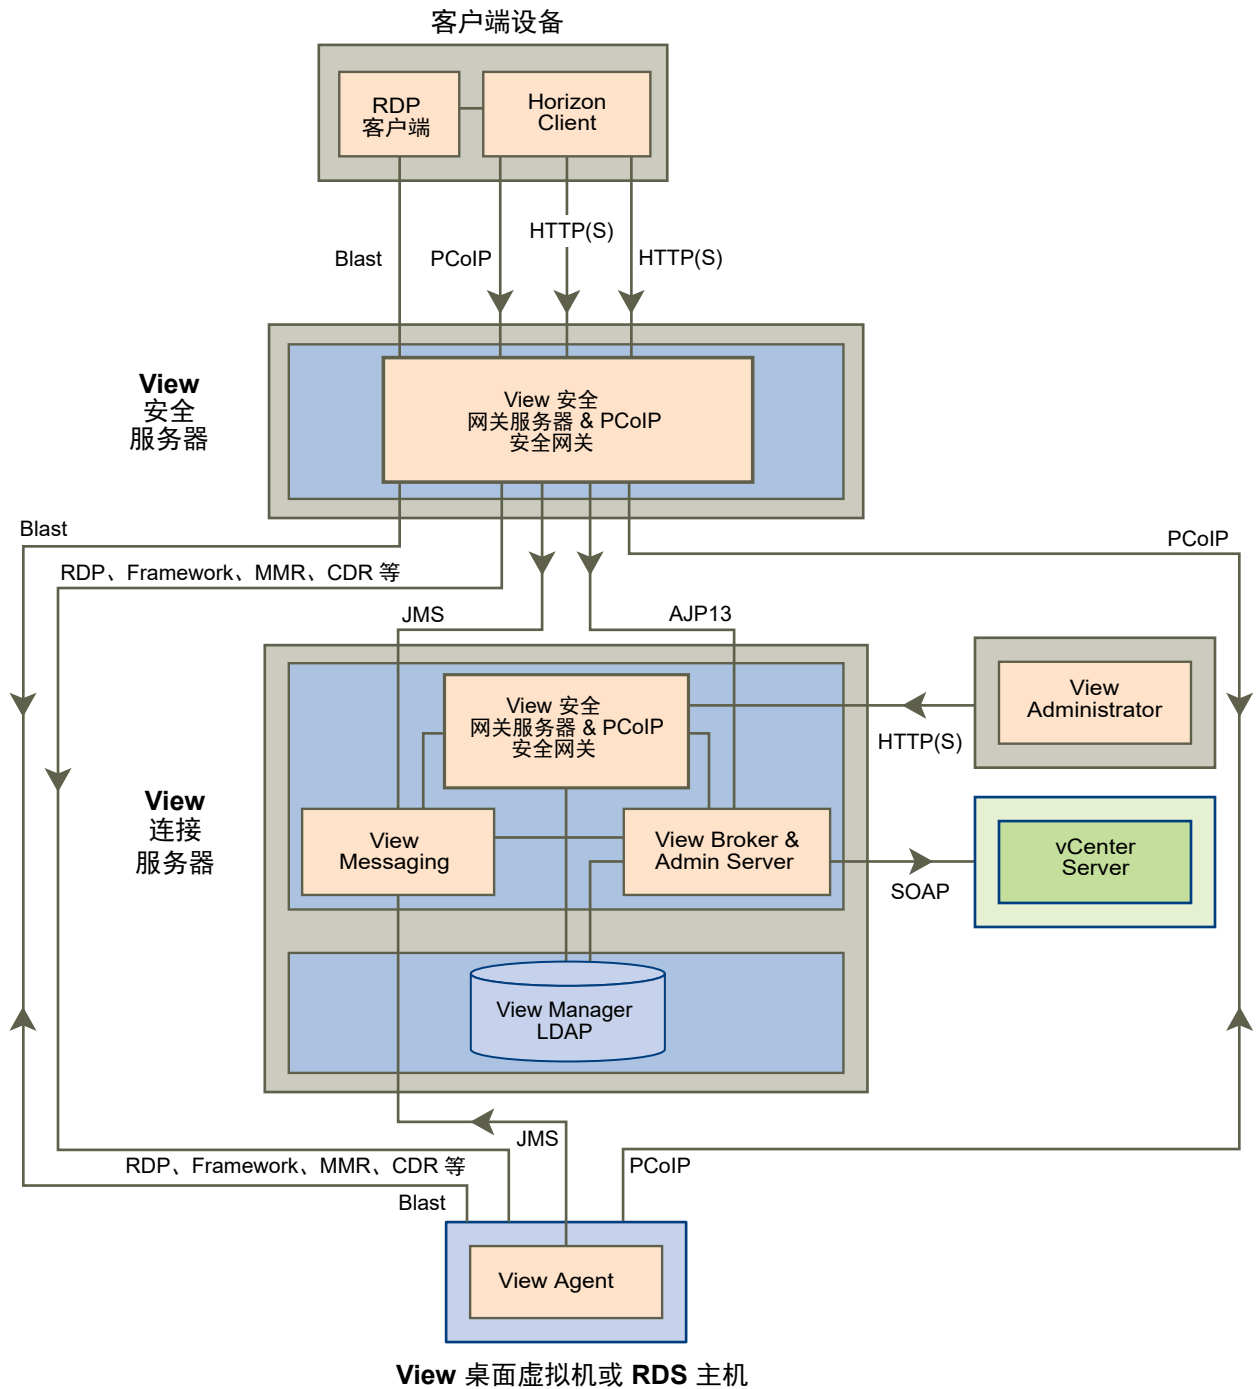 客户端设备
RDP
客户端
Horizon
Client
Blast
PCoIP
HTTP(S)
HTTP(S)
View
安全
服务器
View 安全
网关服务器 & PCoIP
安全网关
Blast
RDP、Framework、MMR、CDR 等
JMS
AJP13
PCoIP
View
连接
服务器
View 安全
网关服务器 & PCoIP
安全网关
HTTP(S)
View
Administrator
View
Messaging
View Broker &
Admin Server
SOAP
vCenter
Server
View Manager
LDAP
JMS
RDP、Framework、MMR、CDR 等
PCoIP
Blast
View Agent
View 桌面虚拟机或 RDS 主机